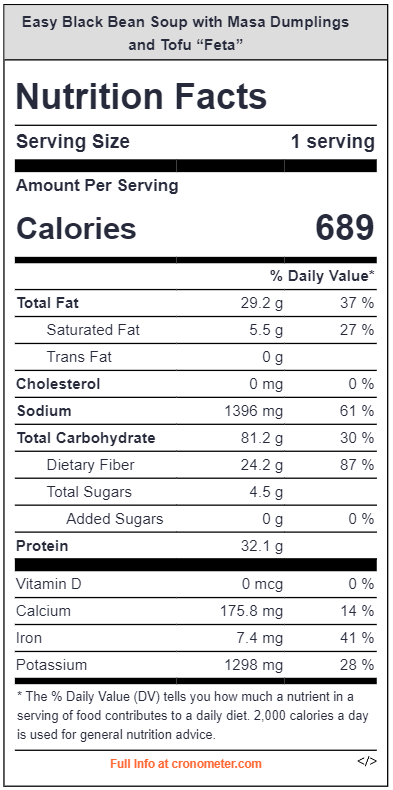 Easy Black Bean Soup with Masa Dumplings
and Tofu “Feta”
Nutrition Facts
Serving Size 1 serving
Amount Per Serving
Calories 689
% Daily Value*
Total Fat 29.2 g 37 %
Saturated Fat 5.5 g 27 %
Trans Fat 0 g
Cholesterol 0 mg 0 %
Sodium 1396 mg 61 %
Total Carbohydrate 81.2 g 30 %
Dietary Fiber 24.2 g 87 %
Total Sugars 4.5 g
Added Sugars 0 g 0 %
Protein 32.1 g
Vitamin D 0 mcg 0 %
Calcium 175.8 mg 14 %
Iron 7.4 mg 41 %
Potassium 1298 mg 28 %
* The % Daily Value (DV) tells you how much a nutrient in a
serving of food contributes to a daily diet. 2,000 calories a day
is used for general nutrition advice.
Full Info at cronometer.com </>